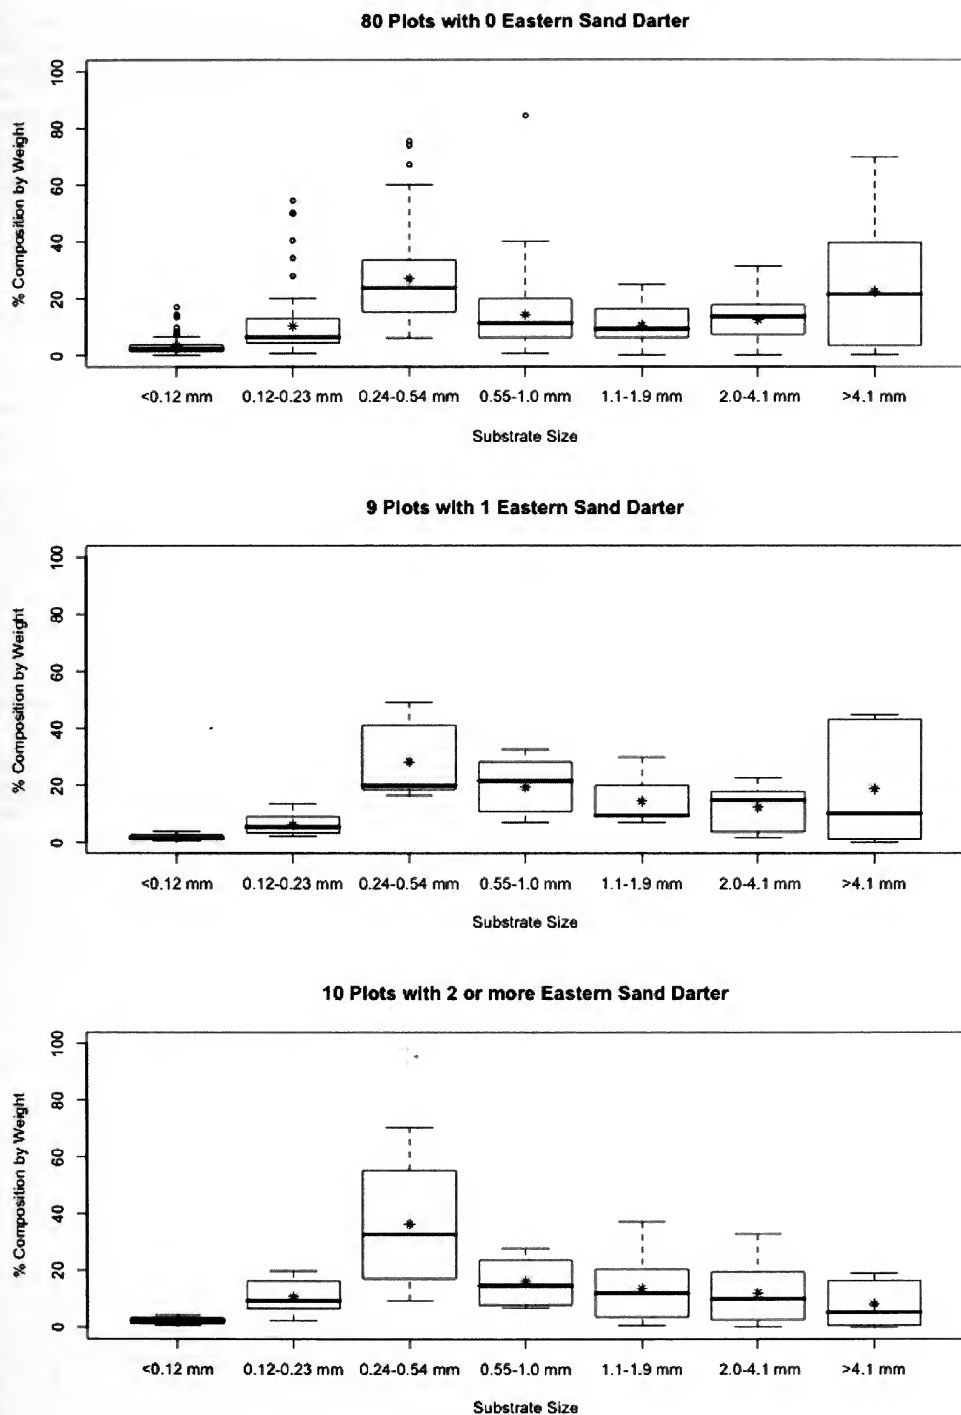 80 Plots with 0 Eastern Sand Darter
% Composition by Weight
100
80
60
40
20
0
<0.12 mm 0.12-0.23 mm 0.24-0.54 mm 0.55-1.0 mm 1.1-1.9 mm 2.0-4.1 mm >4.1 mm
Substrate Size
9 Plots with 1 Eastern Sand Darter
% Composition by Weight
100
80
60
40
20
0
<0.12 mm 0.12-0.23 mm 0.24-0.54 mm 0.55-1.0 mm 1.1-1.9 mm 2.0-4.1 mm >4.1 mm
Substrate Size
10 Plots with 2 or more Eastern Sand Darter
% Composition by Weight
100
80
60
40
20
0
<0.12 mm 0.12-0.23 mm 0.24-0.54 mm 0.55-1.0 mm 1.1-1.9 mm 2.0-4.1 mm >4.1 mm
Substrate Size